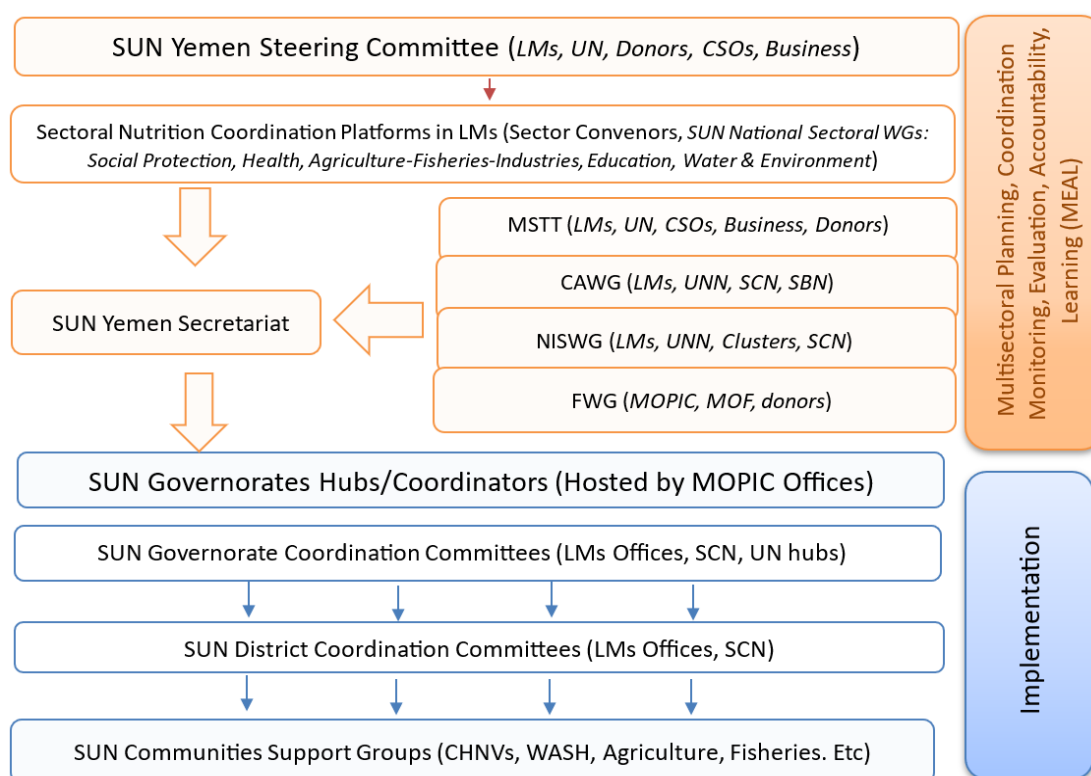 SUN Yemen Steering Committee (LMs, UN, Donors, CSOs, Business)
Sectoral Nutrition Coordination Platforms in LMs (Sector Convenors, SUN National Sectoral WGs:
Social Protection, Health, Agriculture-Fisheries-Industries, Education, Water & Environment)
MSTT (LMs, UN, CSOs, Business, Donors)
CAWG (LMs, UNN, SCN, SBN)
SUN Yemen Secretariat
NISWG (LMs, UNN, Clusters, SCN)
FWG (MOPIC, MOF, donors)
Multisectoral Planning, Coordination
Monitoring, Evaluation, Accountability,
Learning (MEAL)
SUN Governorates Hubs/Coordinators (Hosted by MOPIC Offices)
SUN Governorate Coordination Committees (LMs Offices, SCN, UN hubs)
SUN District Coordination Committees (LMs Offices, SCN)
SUN Communities Support Groups (CHNVs, WASH, Agriculture, Fisheries. Etc)
Implementation